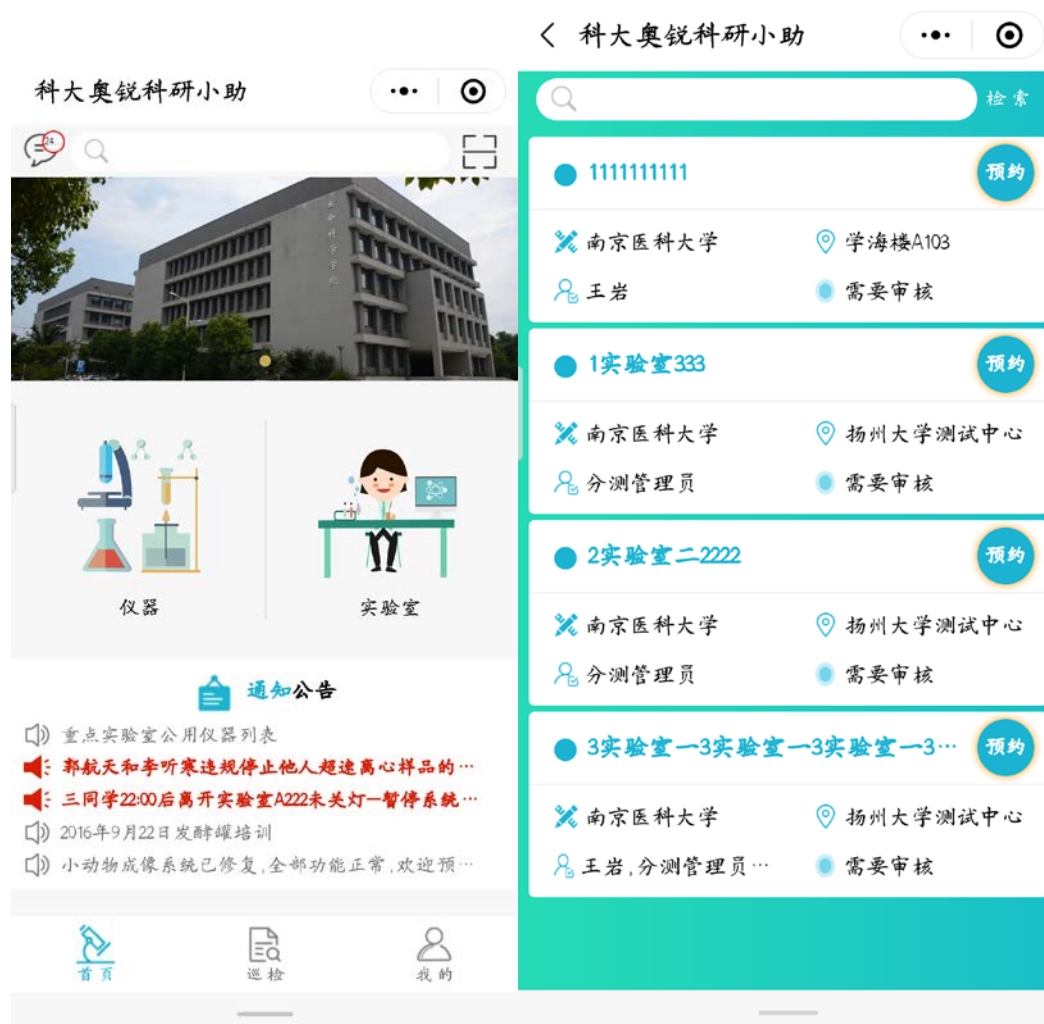 科大奥锐科研小助
24
生命科学学院
仪器
实验室
通知公告
重点实验室公用仪器列表
郭航天和李听寒违规停止他人超速离心样品的…
三同学22:00后离开实验室A222未关灯—暂停系统…
2016年9月22日发酵罐培训
小动物成像系统已修复,全部功能正常,欢迎预…
首页
巡检
我的
科大奥锐科研小助
检索
1111111111
预约
南京医科大学
学海楼A103
王岩
需要审核
1实验室333
预约
南京医科大学
扬州大学测试中心
分测管理员
需要审核
2实验室二2222
预约
南京医科大学
扬州大学测试中心
分测管理员
需要审核
3实验室一3实验室一3实验室一3…
预约
南京医科大学
扬州大学测试中心
王岩,分测管理员…
需要审核